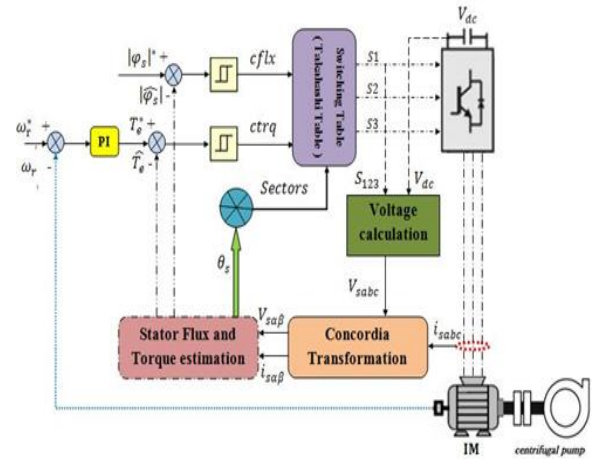 V_dc
|φ_s|* +
cflx
|φ̂_s| -
Switching Table
( Takahashi Table )
S1
S2
S3
ω_r* +
ω_r -
PI
T_e* +
T̂_e -
ctrq
S_123
V_dc
Sectors
Voltage
calculation
θ_s
V_sabc
V_sαβ
i_sαβ
i_sabc
Stator Flux and
Torque estimation
Concordia
Transformation
IM
centrifugal pump